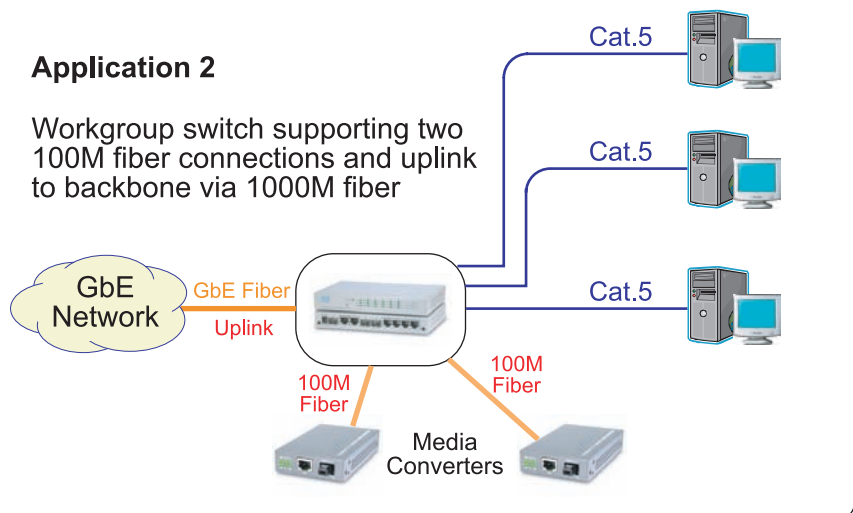 Application 2
Workgroup switch supporting two
100M fiber connections and uplink
to backbone via 1000M fiber
Cat.5
Cat.5
Cat.5
GbE
Network
GbE Fiber
Uplink
100M
Fiber
100M
Fiber
Media
Converters